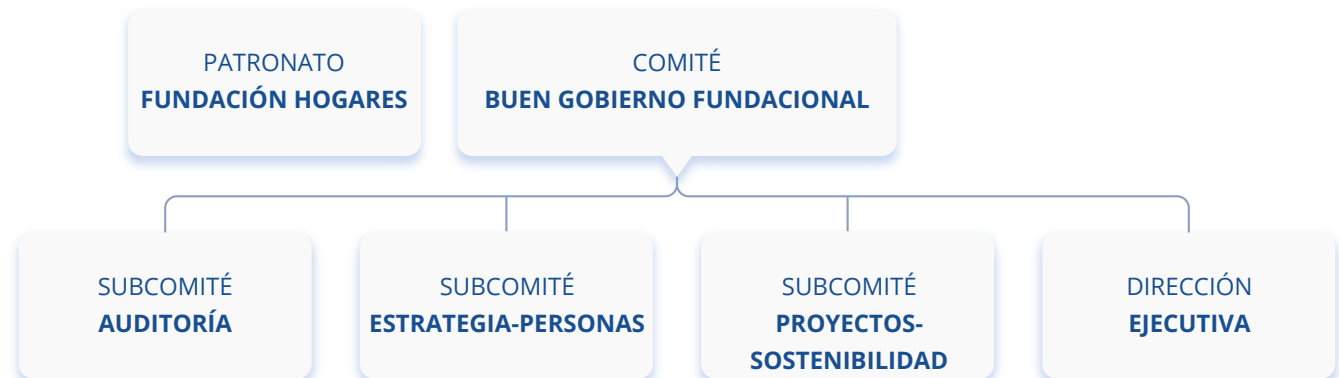 PATRONATO
FUNDACIÓN HOGARES
COMITÉ
BUEN GOBIERNO FUNDACIONAL
SUBCOMITÉ
AUDITORÍA
SUBCOMITÉ
ESTRATEGIA-PERSONAS
SUBCOMITÉ
PROYECTOS-
SOSTENIBILIDAD
DIRECCIÓN
EJECUTIVA